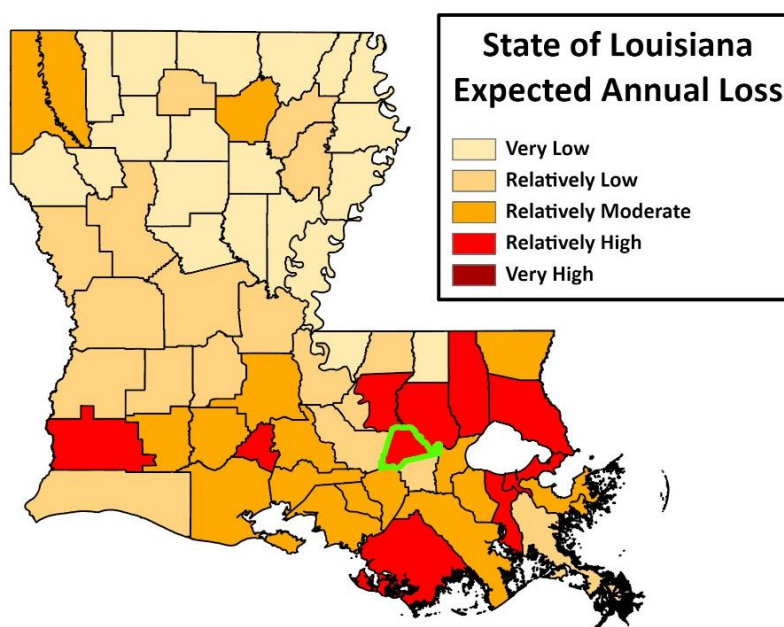 State of Louisiana
Expected Annual Loss
Very Low
Relatively Low
Relatively Moderate
Relatively High
Very High